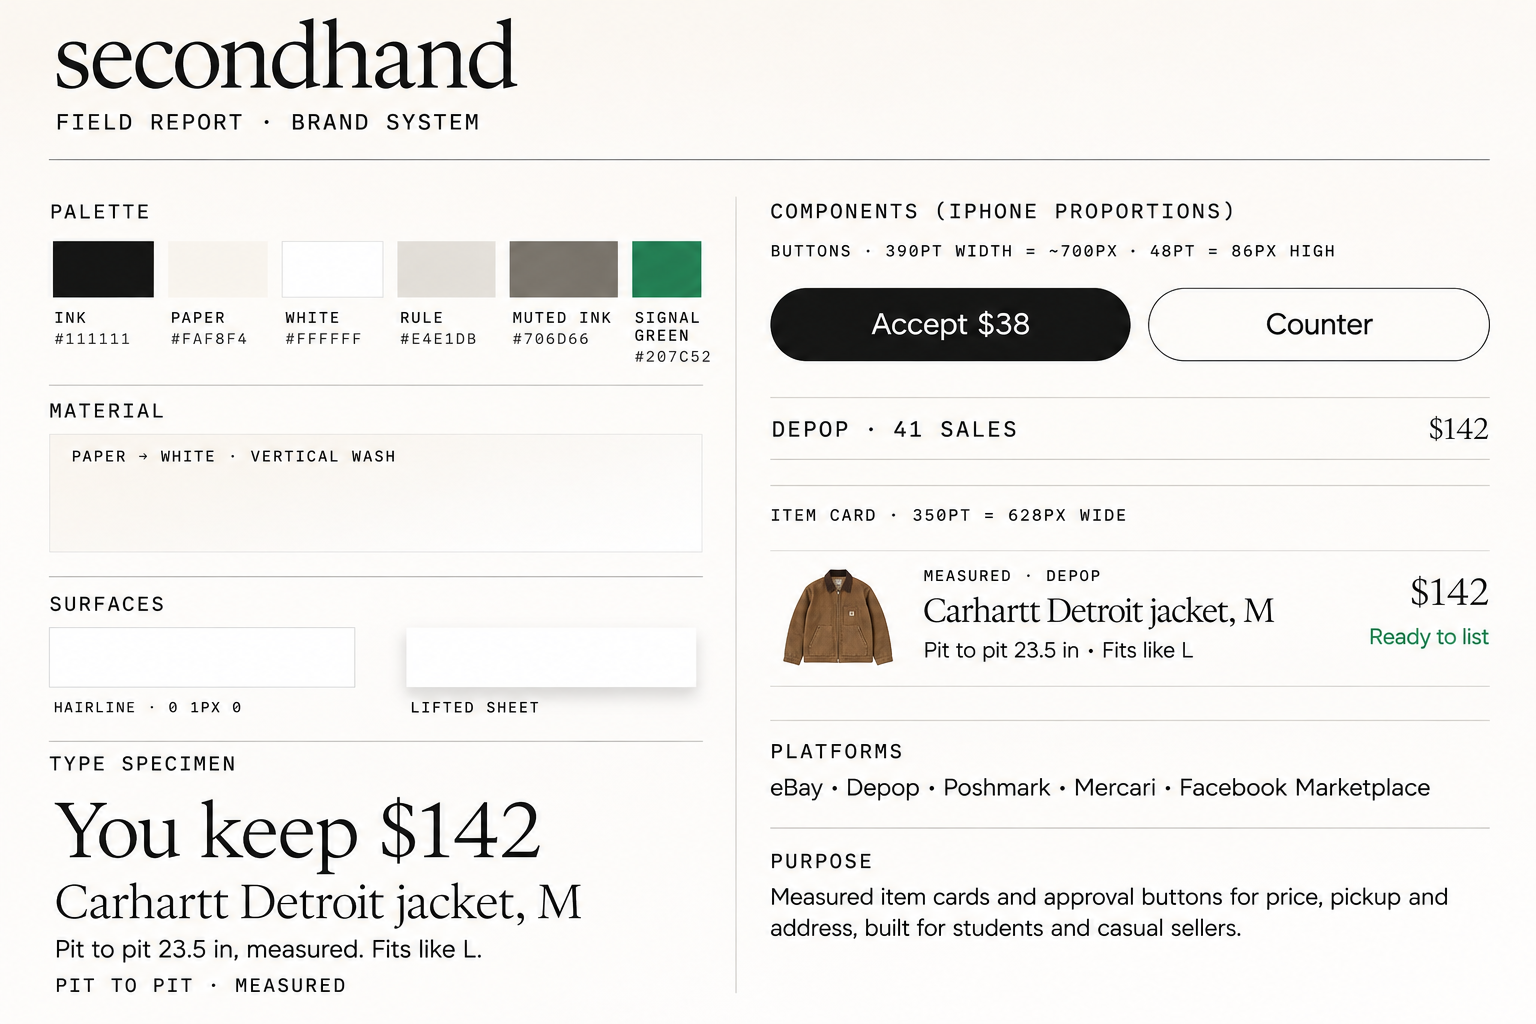 secondhand
FIELD REPORT · BRAND SYSTEM
PALETTE
INK
#111111
PAPER
#FAF8F4
WHITE
#FFFFFF
RULE
#E4E1DB
MUTED INK
#706D66
SIGNAL
GREEN
#207C52
MATERIAL
PAPER → WHITE · VERTICAL WASH
SURFACES
HAIRLINE · 0 1PX 0
LIFTED SHEET
TYPE SPECIMEN
You keep $142
Carhartt Detroit jacket, M
Pit to pit 23.5 in, measured. Fits like L.
PIT TO PIT · MEASURED
COMPONENTS (IPHONE PROPORTIONS)
BUTTONS · 390PT WIDTH = ~700PX · 48PT = 86PX HIGH
Accept $38
Counter
DEPOP · 41 SALES
$142
ITEM CARD · 350PT = 628PX WIDE
MEASURED · DEPOP
Carhartt Detroit jacket, M
Pit to pit 23.5 in • Fits like L
$142
Ready to list
PLATFORMS
eBay • Depop • Poshmark • Mercari • Facebook Marketplace
PURPOSE
Measured item cards and approval buttons for price, pickup and
address, built for students and casual sellers.